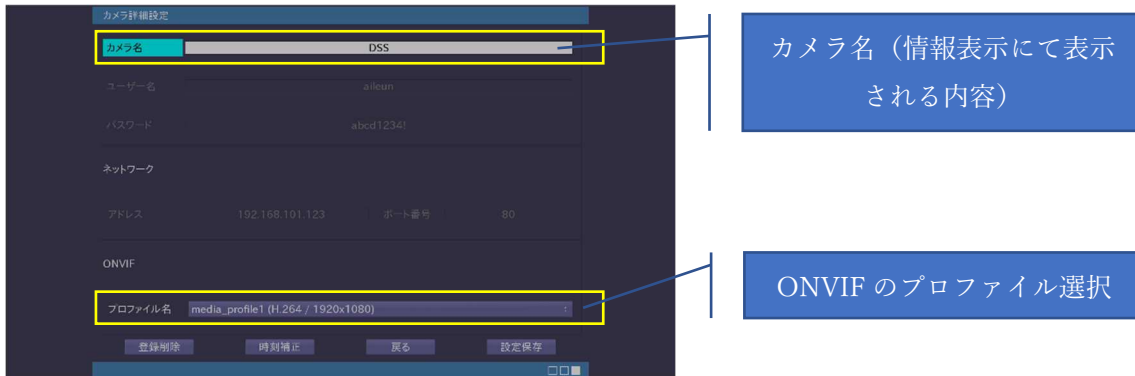 カメラ詳細設定
カメラ名 DSS
ユーザー名 aileun
パスワード abcd1234!
ネットワーク
アドレス 192.168.101.123 ポート番号 80
ONVIF
プロファイル名 media_profile1 (H.264 / 1920x1080)
登録削除 時刻補正 戻る 設定保存
カメラ名（情報表示にて表示
される内容）
ONVIF のプロファイル選択